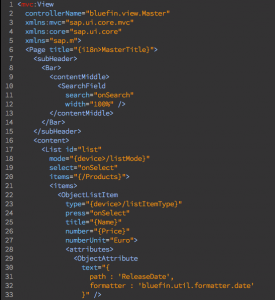 1 <mvc:View
2 controllerName="bluefin.view.Master"
3 xmlns:mvc="sap.ui.core.mvc"
4 xmlns:core="sap.ui.core"
5 xmlns="sap.m">
6 <Page title="{i18n>MasterTitle}">
7 <subHeader>
8 <Bar>
9 <contentMiddle>
10 <SearchField
11 search="onSearch"
12 width="100%" />
13 </contentMiddle>
14 </Bar>
15 </subHeader>
16 <content>
17 <List id="list"
18 mode="{device>/listMode}"
19 select="onSelect"
20 items="{/Products}">
21 <items>
22 <ObjectListItem
23 type="{device>/listItemType}"
24 press="onSelect"
25 title="{Name}"
26 number="{Price}"
27 numberUnit="Euro">
28 <attributes>
29 <ObjectAttribute
30 text="{
31 path : 'ReleaseDate',
32 formatter : 'bluefin.util.formatter.date'
33 }" />